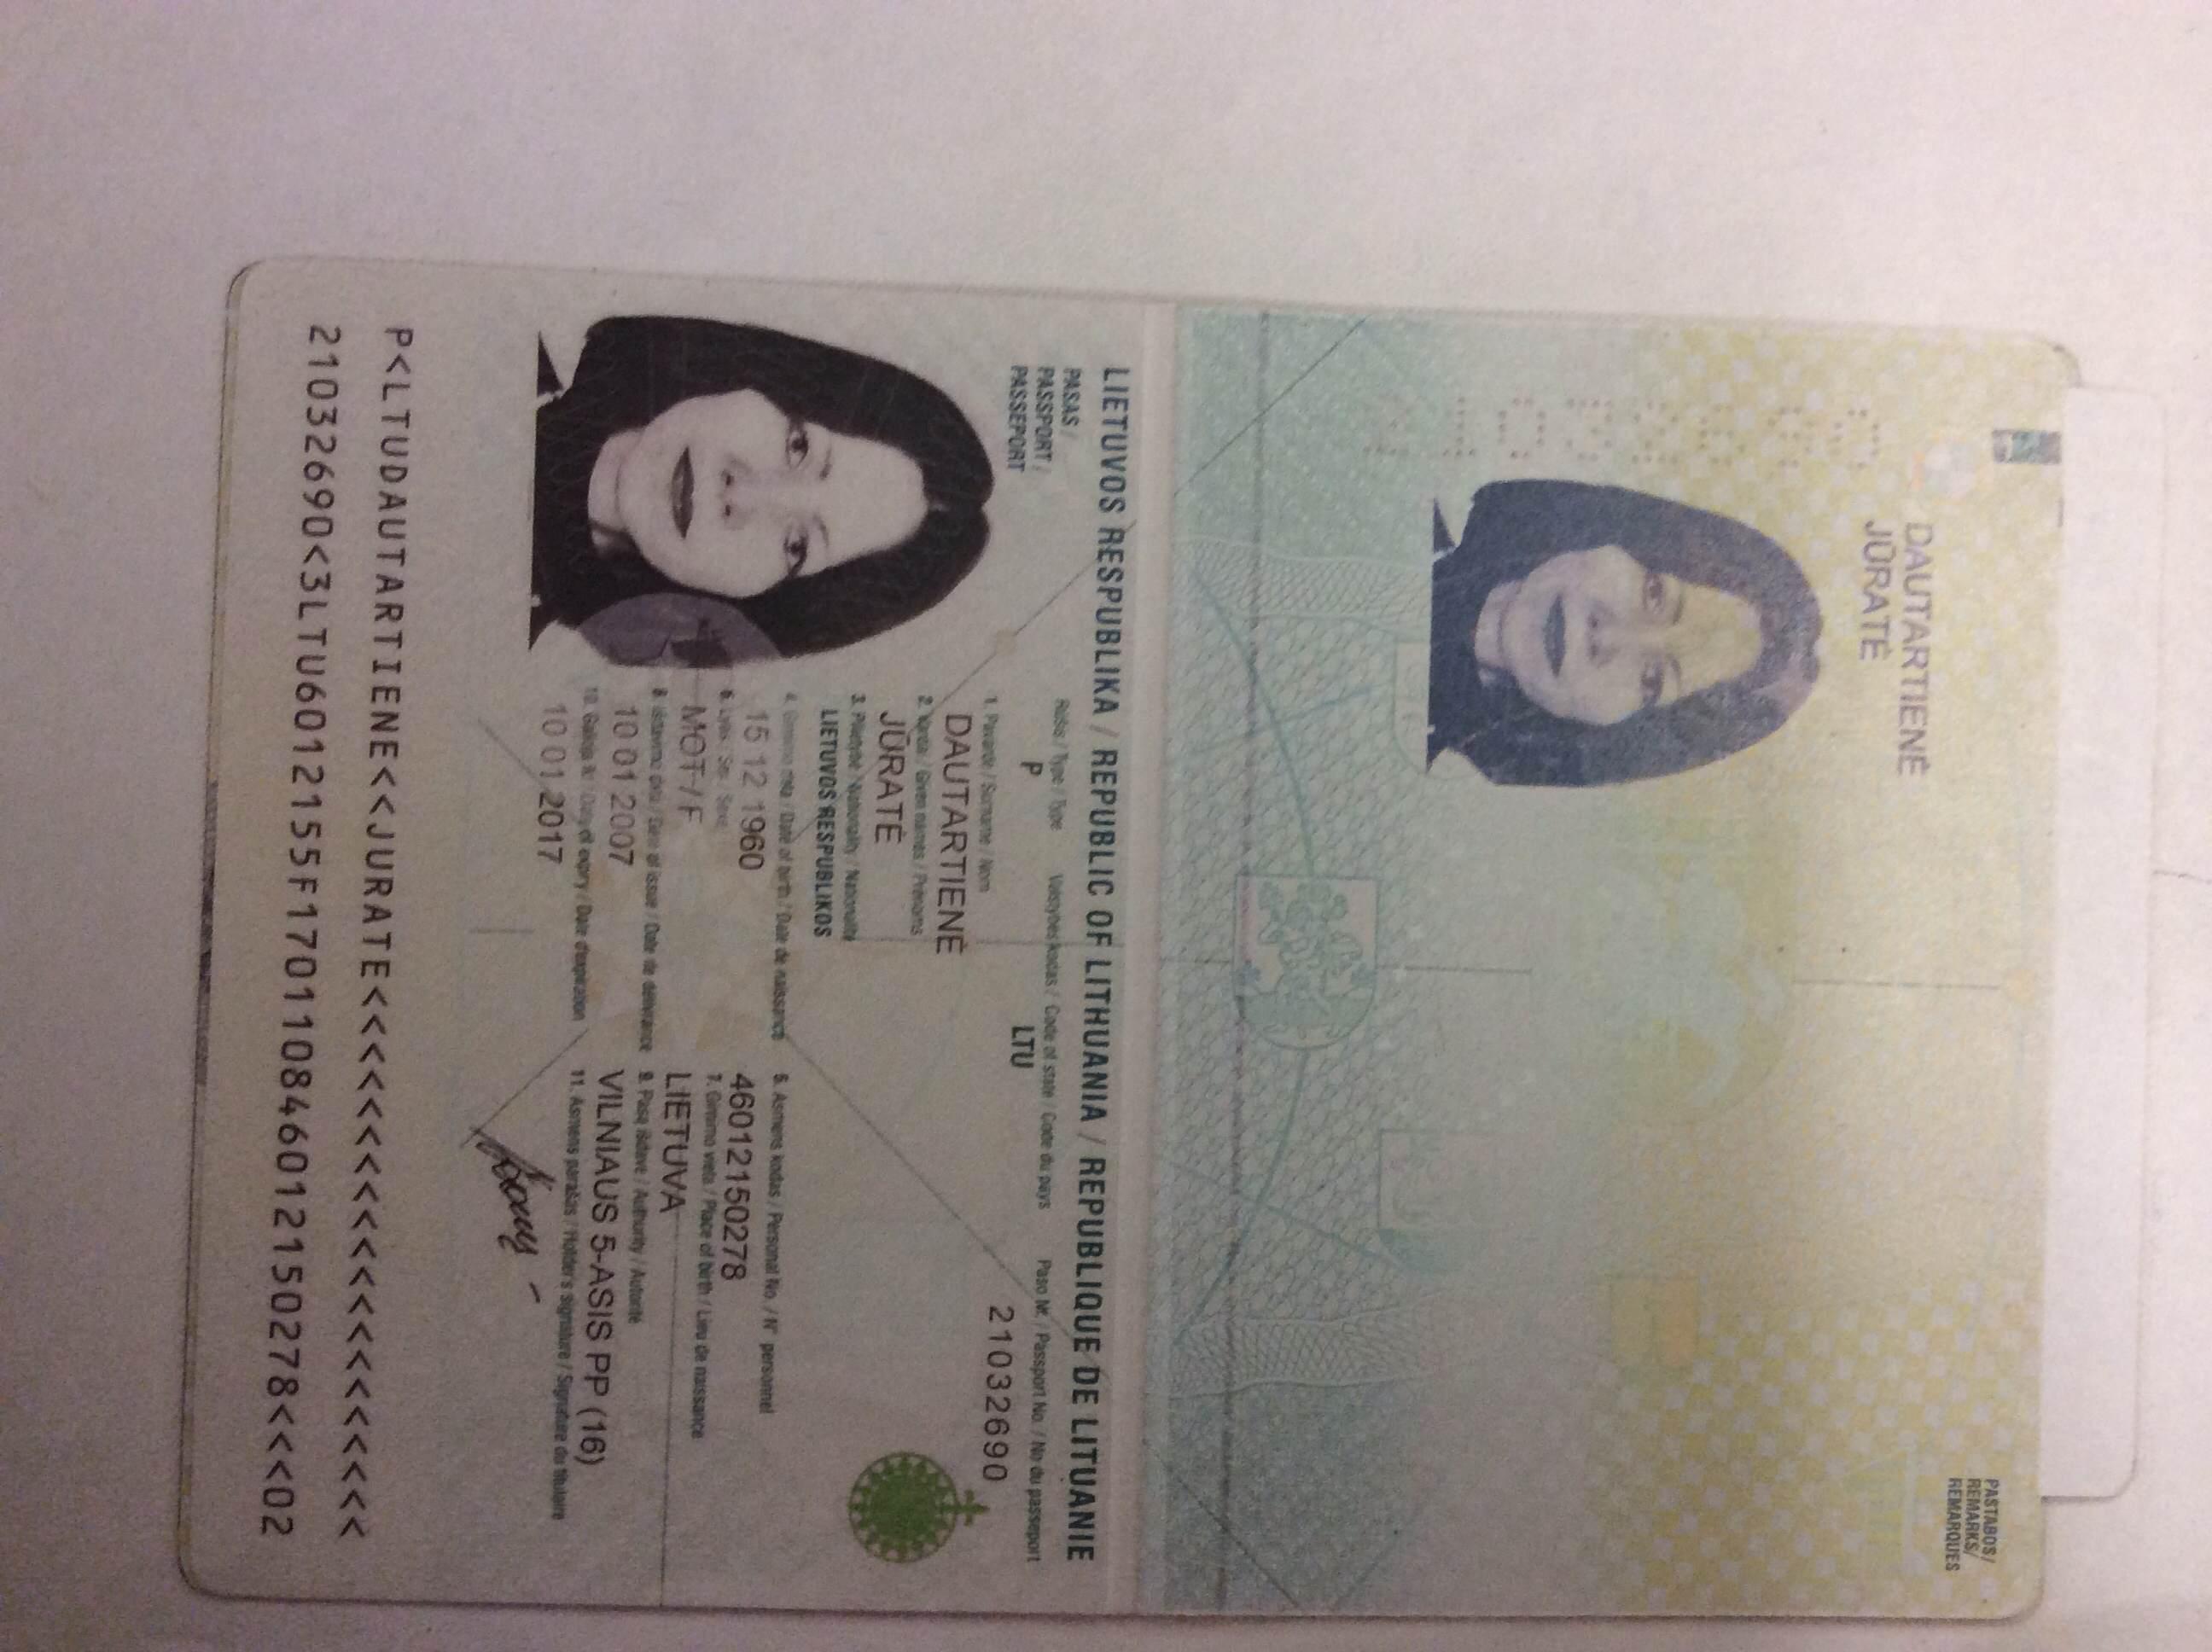 DAUTARTIENĖ
JŪRATĖ
PASTABOS/
REMARKS/
REMARQUES
LIETUVOS RESPUBLIKA / REPUBLIC OF LITHUANIA / REPUBLIQUE DE LITUANIE
PASAS /
PASSPORT /
PASSEPORT
Rūšis / Type / Type
P
Valstybės kodas / Code of state / Code du pays
LTU
Paso Nr. / Passport No. / No du passeport
21032690
1. Pavardė / Surname / Nom
DAUTARTIENĖ
2. Vardai / Given names / Prénoms
JŪRATĖ
3. Pilietybė / Nationality / Nationalité
LIETUVOS RESPUBLIKOS
4. Gimimo data / Date of birth / Date de naissance
15 12 1960
5. Asmens kodas / Personal No. / N° personnel
46012150278
6. Lytis / Sex / Sexe
MOT / F
7. Gimimo vieta / Place of birth / Lieu de naissance
LIETUVA
8. Išdavimo data / Date of issue / Date de délivrance
10 01 2007
9. Pasą išdavė / Authority / Autorité
VILNIAUS 5-ASIS PP (16)
10. Galioja iki / Date of expiry / Date d'expiration
10 01 2017
11. Asmens parašas / Holder's signature / Signature du titulaire
P<LTUDAUTARTIENE<<JURATE<<<<<<<<<<<<<<<<<<<<
21032690<3LTU6012155F170110846012150278<<<02